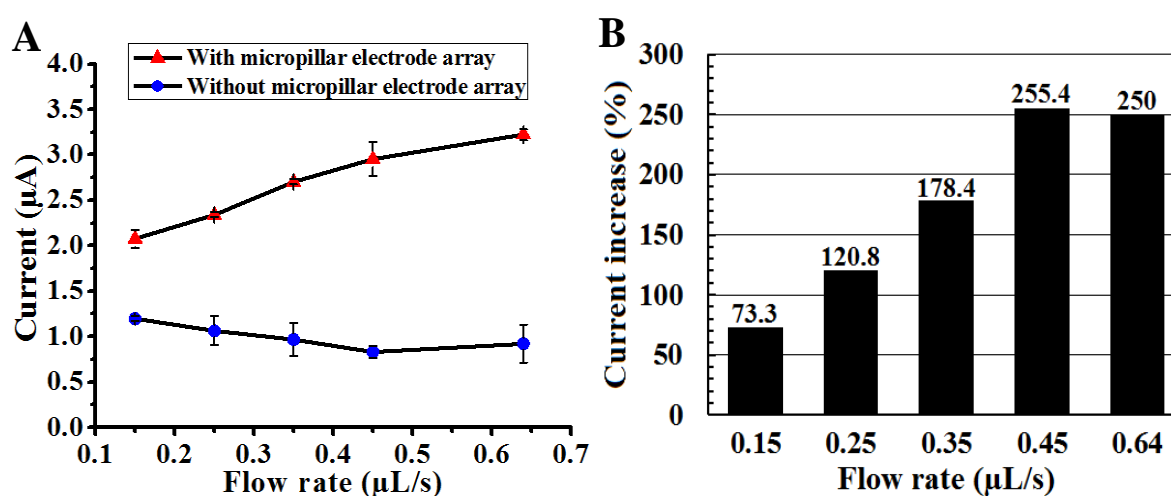 A
With micropillar electrode array
Without micropillar electrode array
Current (µA)
4.0
3.5
3.0
2.5
2.0
1.5
1.0
0.5
0.0
0.1 0.2 0.3 0.4 0.5 0.6 0.7
Flow rate (µL/s)
B
Current increase (%)
300
250
200
150
100
50
0
73.3
120.8
178.4
255.4
250
0.15 0.25 0.35 0.45 0.64
Flow rate (µL/s)